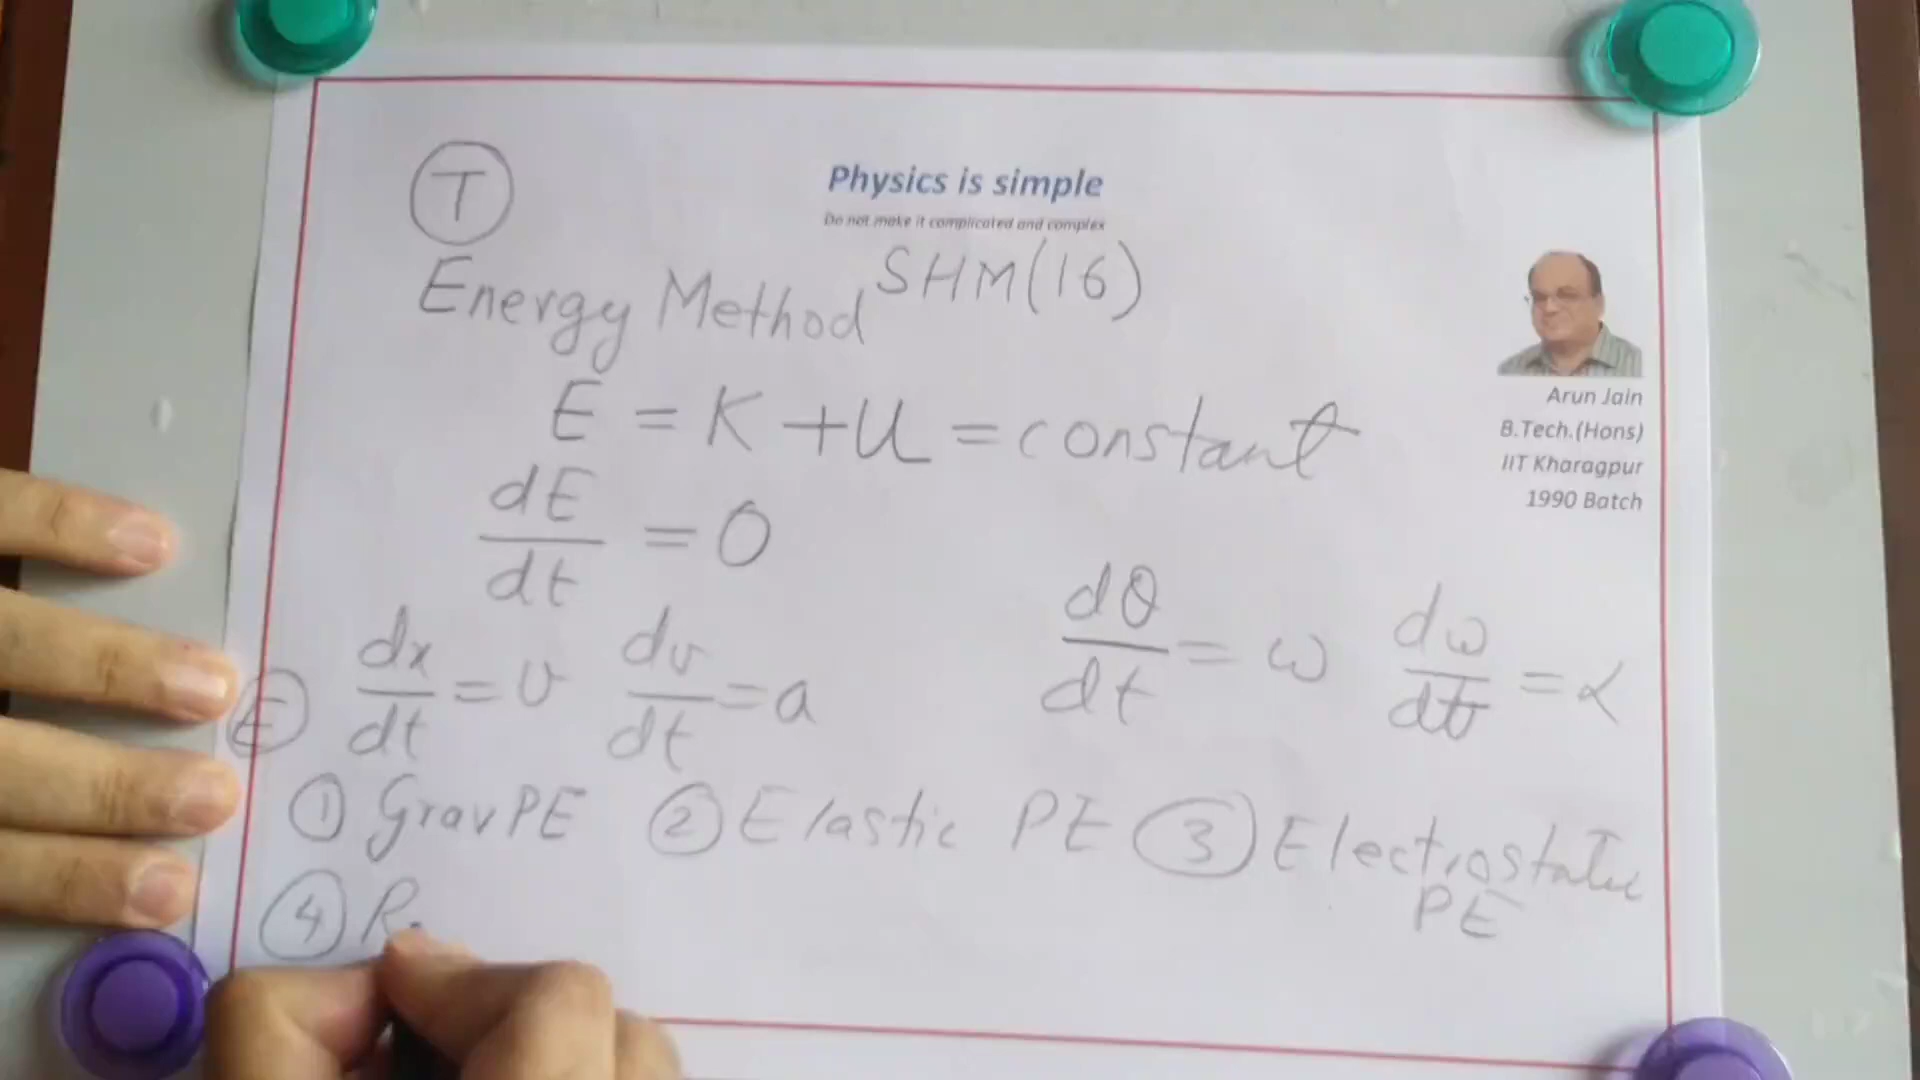 T
Physics is simple
Do not make it complicated and complex
SHM(16)
Energy Method
E = K + U = constant
Arun Jain
B.Tech.(Hons)
IIT Kharagpur
1990 Batch
dE/dt = 0
dx/dt = v dv/dt = a dθ/dt = ω dω/dt = α
E
① Grav PE ② Elastic PE ③ Electrostatic
PE
④ R